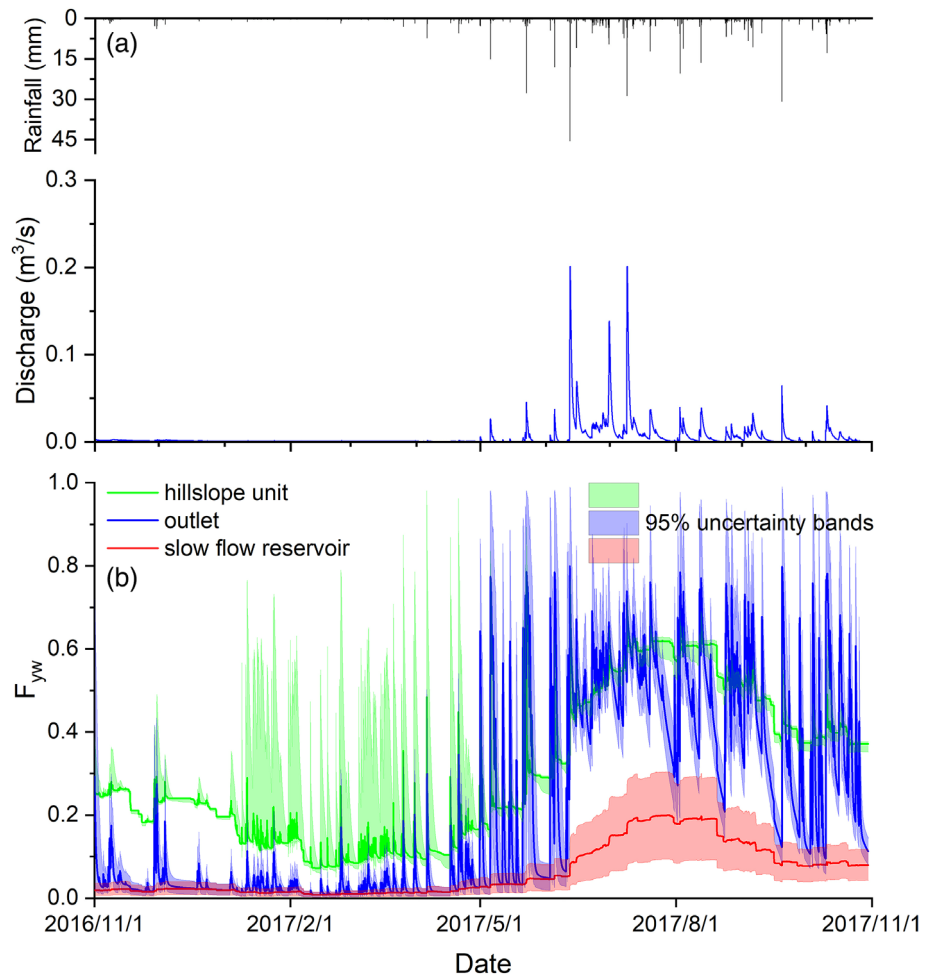 (a)
Rainfall (mm)
0
15
30
45
Discharge (m³/s)
0.3
0.2
0.1
0.0
F_yw
1.0
0.8
0.6
0.4
0.2
0.0
hillslope unit
outlet
slow flow reservoir
95% uncertainty bands
(b)
2016/11/1 2017/2/1 2017/5/1 2017/8/1 2017/11/1
Date